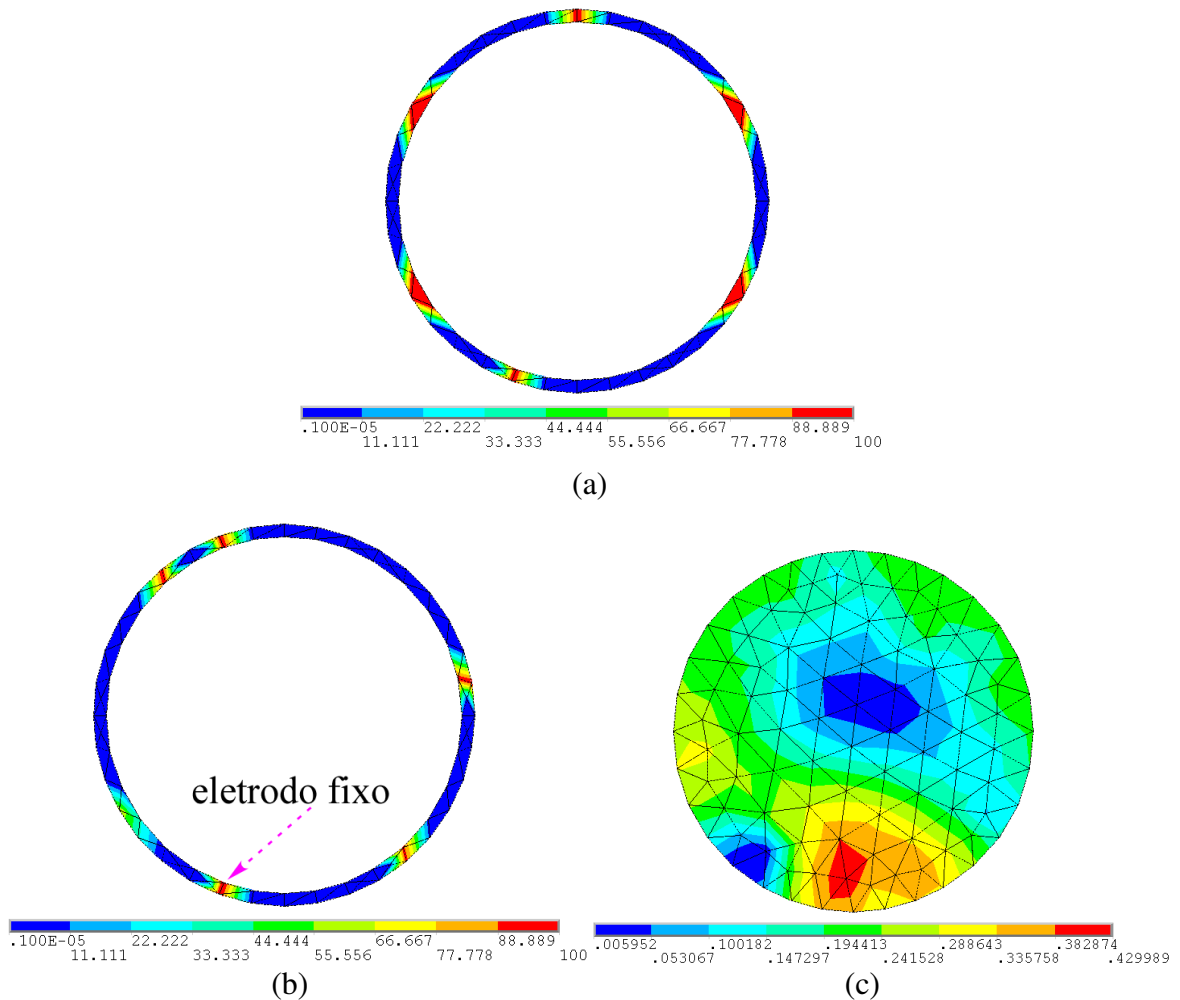 .100E-05 22.222 44.444 66.667 88.889
11.111 33.333 55.556 77.778 100
(a)
eletrodo fixo
.100E-05 22.222 44.444 66.667 88.889
11.111 33.333 55.556 77.778 100
(b)
.005952 .100182 .194413 .288643 .382874
.053067 .147297 .241528 .335758 .429989
(c)